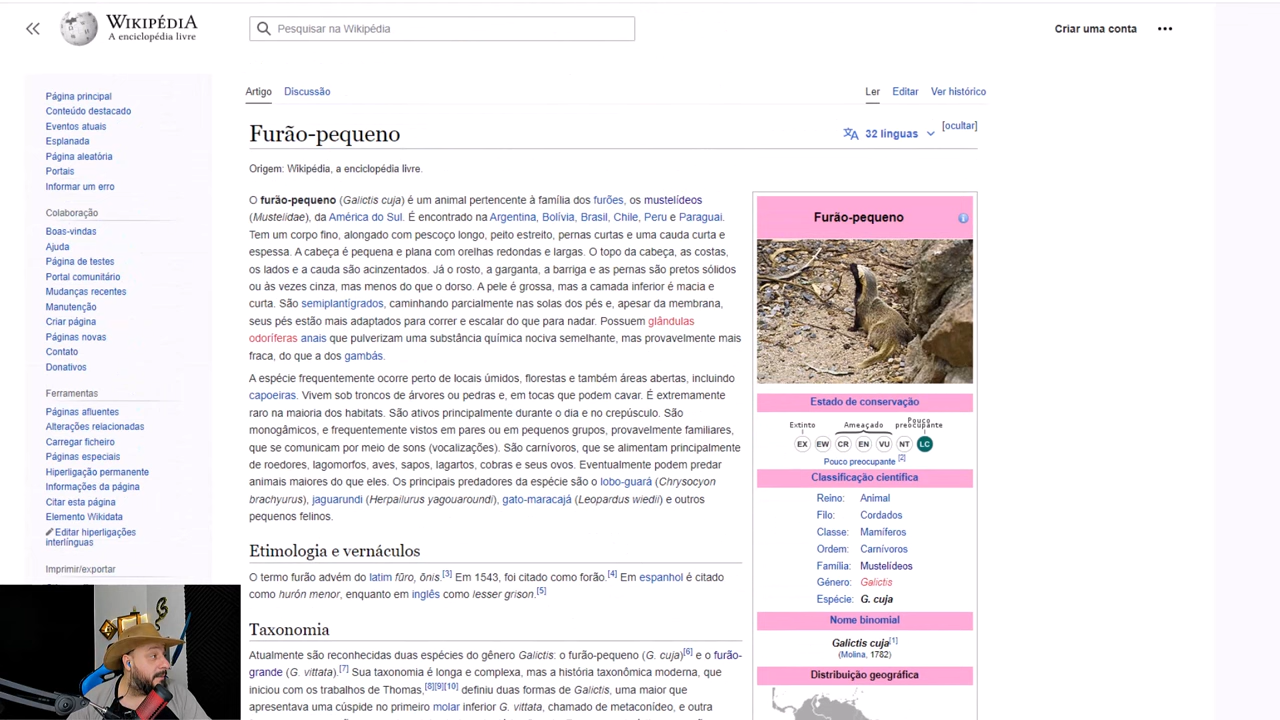 WIKIPÉDIA
A enciclopédia livre
Pesquisar na Wikipédia
Criar uma conta
Página principal
Conteúdo destacado
Eventos atuais
Esplanada
Página aleatória
Portais
Informar um erro
Colaboração
Boas-vindas
Ajuda
Página de testes
Portal comunitário
Mudanças recentes
Manutenção
Criar página
Páginas novas
Contato
Donativos
Ferramentas
Páginas afluentes
Alterações relacionadas
Carregar ficheiro
Páginas especiais
Hiperligação permanente
Informações da página
Citar esta página
Elemento Wikidata
Editar hiperligações
interlínguas
Imprimir/exportar
Artigo Discussão
Ler Editar Ver histórico
Furão-pequeno
32 línguas
[ocultar]
Origem: Wikipédia, a enciclopédia livre.
O furão-pequeno (Galictis cuja) é um animal pertencente à família dos furões, os mustelídeos
(Mustelidae), da América do Sul. É encontrado na Argentina, Bolívia, Brasil, Chile, Peru e Paraguai.
Tem um corpo fino, alongado com pescoço longo, peito estreito, pernas curtas e uma cauda curta e
espessa. A cabeça é pequena e plana com orelhas redondas e largas. O topo da cabeça, as costas,
os lados e a cauda são acinzentados. Já o rosto, a garganta, a barriga e as pernas são pretos sólidos
ou às vezes cinza, mas menos do que o dorso. A pele é grossa, mas a camada inferior é macia e
curta. São semiplantígrados, caminhando parcialmente nas solas dos pés e, apesar da membrana,
seus pés estão mais adaptados para correr e escalar do que para nadar. Possuem glândulas
odoríferas anais que pulverizam uma substância química nociva semelhante, mas provavelmente mais
fraca, do que a dos gambás.
A espécie frequentemente ocorre perto de locais úmidos, florestas e também áreas abertas, incluindo
capoeiras. Vivem sob troncos de árvores ou pedras e, em tocas que podem cavar. É extremamente
raro na maioria dos habitats. São ativos principalmente durante o dia e no crepúsculo. São
monogâmicos, e frequentemente vistos em pares ou em pequenos grupos, provavelmente familiares,
que se comunicam por meio de sons (vocalizações). São carnívoros, que se alimentam principalmente
de roedores, lagomorfos, aves, sapos, lagartos, cobras e seus ovos. Eventualmente podem predar
animais maiores do que eles. Os principais predadores da espécie são o lobo-guará (Chrysocyon
brachyurus), jaguarundi (Herpailurus yagouaroundi), gato-maracajá (Leopardus wiedii) e outros
pequenos felinos.
Etimologia e vernáculos
O termo furão advém do latim fūro, ōnis.[3] Em 1543, foi citado como forão.[4] Em espanhol é citado
como hurón menor, enquanto em inglês como lesser grison.[5]
Taxonomia
Atualmente são reconhecidas duas espécies do gênero Galictis: o furão-pequeno (G. cuja)[6] e o furão-
grande (G. vittata).[7] Sua taxonomia é longa e complexa, mas a história taxonômica moderna, que
iniciou com os trabalhos de Thomas,[8][9][10] definiu duas formas de Galictis, uma maior que
apresentava uma cúspide no primeiro molar inferior G. vittata, chamado de metaconídeo, e outra
Furão-pequeno
Estado de conservação
Extinto Ameaçado Pouco preocupante
EX EW CR EN VU NT LC
Pouco preocupante [2]
Classificação científica
Reino: Animal
Filo: Cordados
Classe: Mamíferos
Ordem: Carnívoros
Família: Mustelídeos
Género: Galictis
Espécie: G. cuja
Nome binomial
Galictis cuja[1]
(Molina, 1782)
Distribuição geográfica